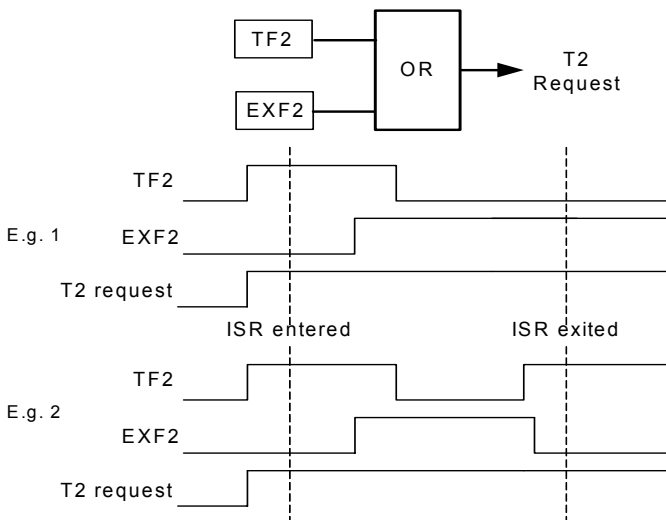 TF2
OR
T2
Request
EXF2
TF2
E.g. 1
EXF2
T2 request
ISR entered
ISR exited
TF2
E.g. 2
EXF2
T2 request